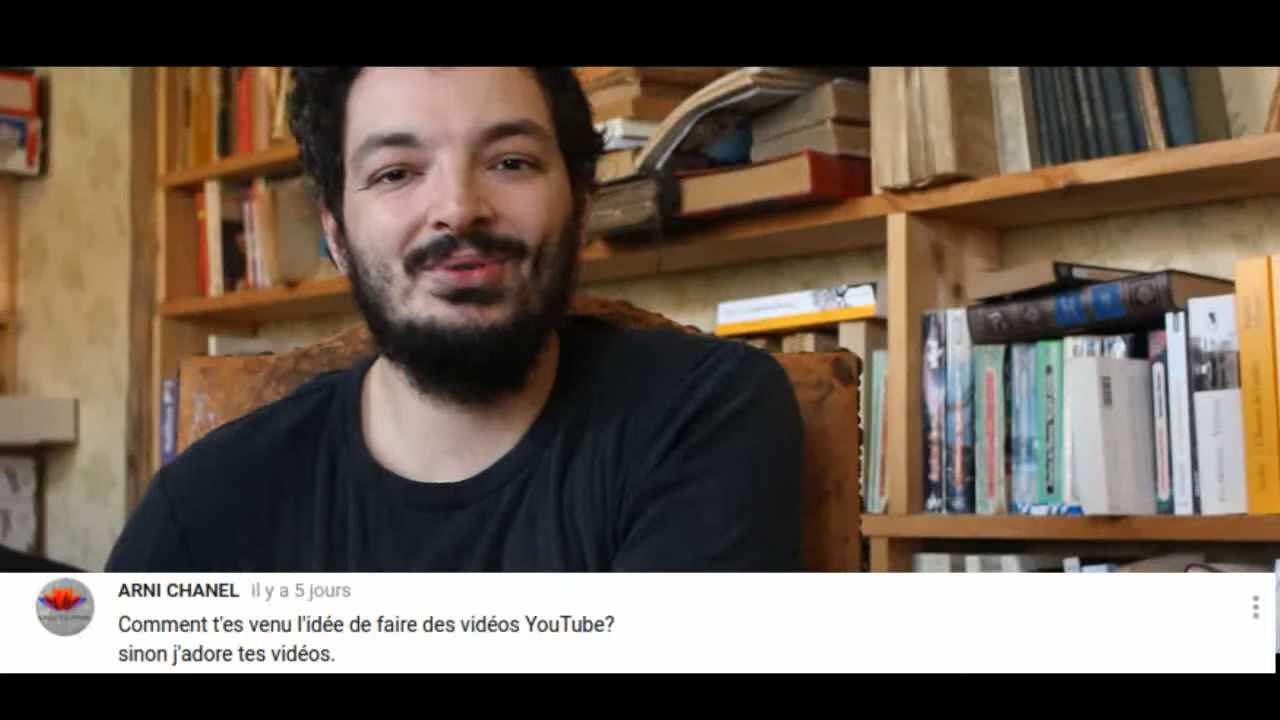 ARNI CHANEL il y a 5 jours
Comment t'es venu l'idée de faire des vidéos YouTube?
sinon j'adore tes vidéos.